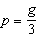 p = g/3